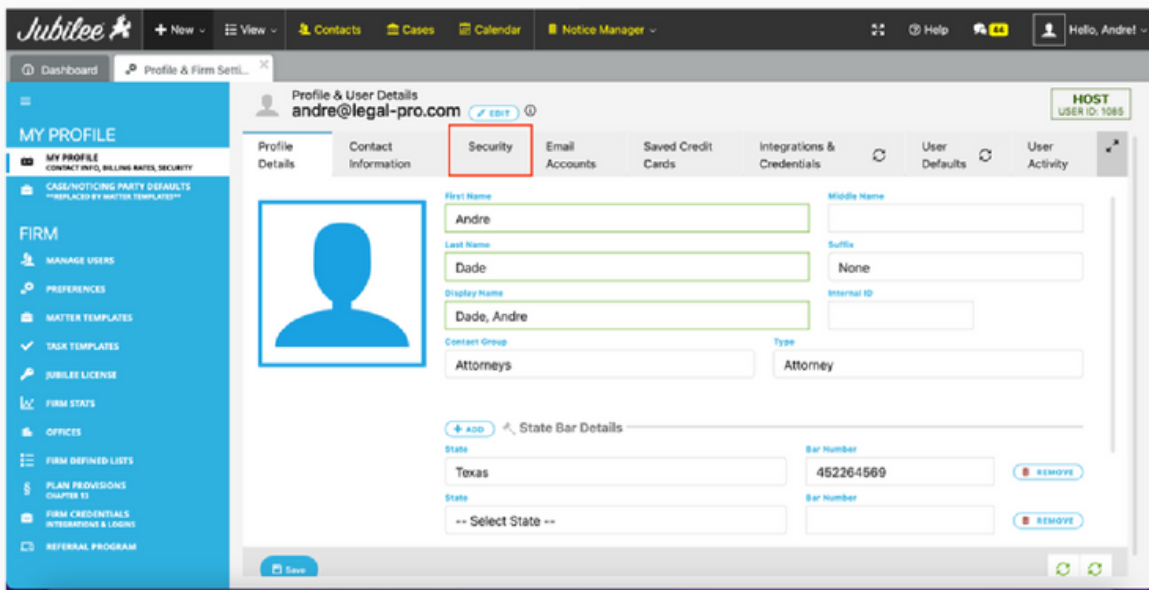 Jubilee
+ New
View
Contacts
Cases
Calendar
Notice Manager
Help
44
Hello, Andre!
Dashboard
Profile & Firm Setti...
Profile & User Details
andre@legal-pro.com
EDIT
HOST
USER ID: 1085
MY PROFILE
MY PROFILE
CONTACT INFO, BILLING RATES, SECURITY
CASE/NOTICING PARTY DEFAULTS
**REPLACED BY MATTER TEMPLATES**
FIRM
MANAGE USERS
PREFERENCES
MATTER TEMPLATES
TASK TEMPLATES
JUBILEE LICENSE
FIRM STATS
OFFICES
FIRM DEFINED LISTS
§ PLAN PROVISIONS
CHAPTER 13
FIRM CREDENTIALS
INTEGRATIONS & LOGINS
REFERRAL PROGRAM
Profile Details
Contact Information
Security
Email Accounts
Saved Credit Cards
Integrations & Credentials
User Defaults
User Activity
First Name
Middle Name
Andre
Last Name
Suffix
Dade
None
Display Name
Internal ID
Dade, Andre
Contact Group
Type
Attorneys
Attorney
+ ADD State Bar Details
State
Bar Number
Texas
452264569
REMOVE
State
Bar Number
-- Select State --
REMOVE
Save